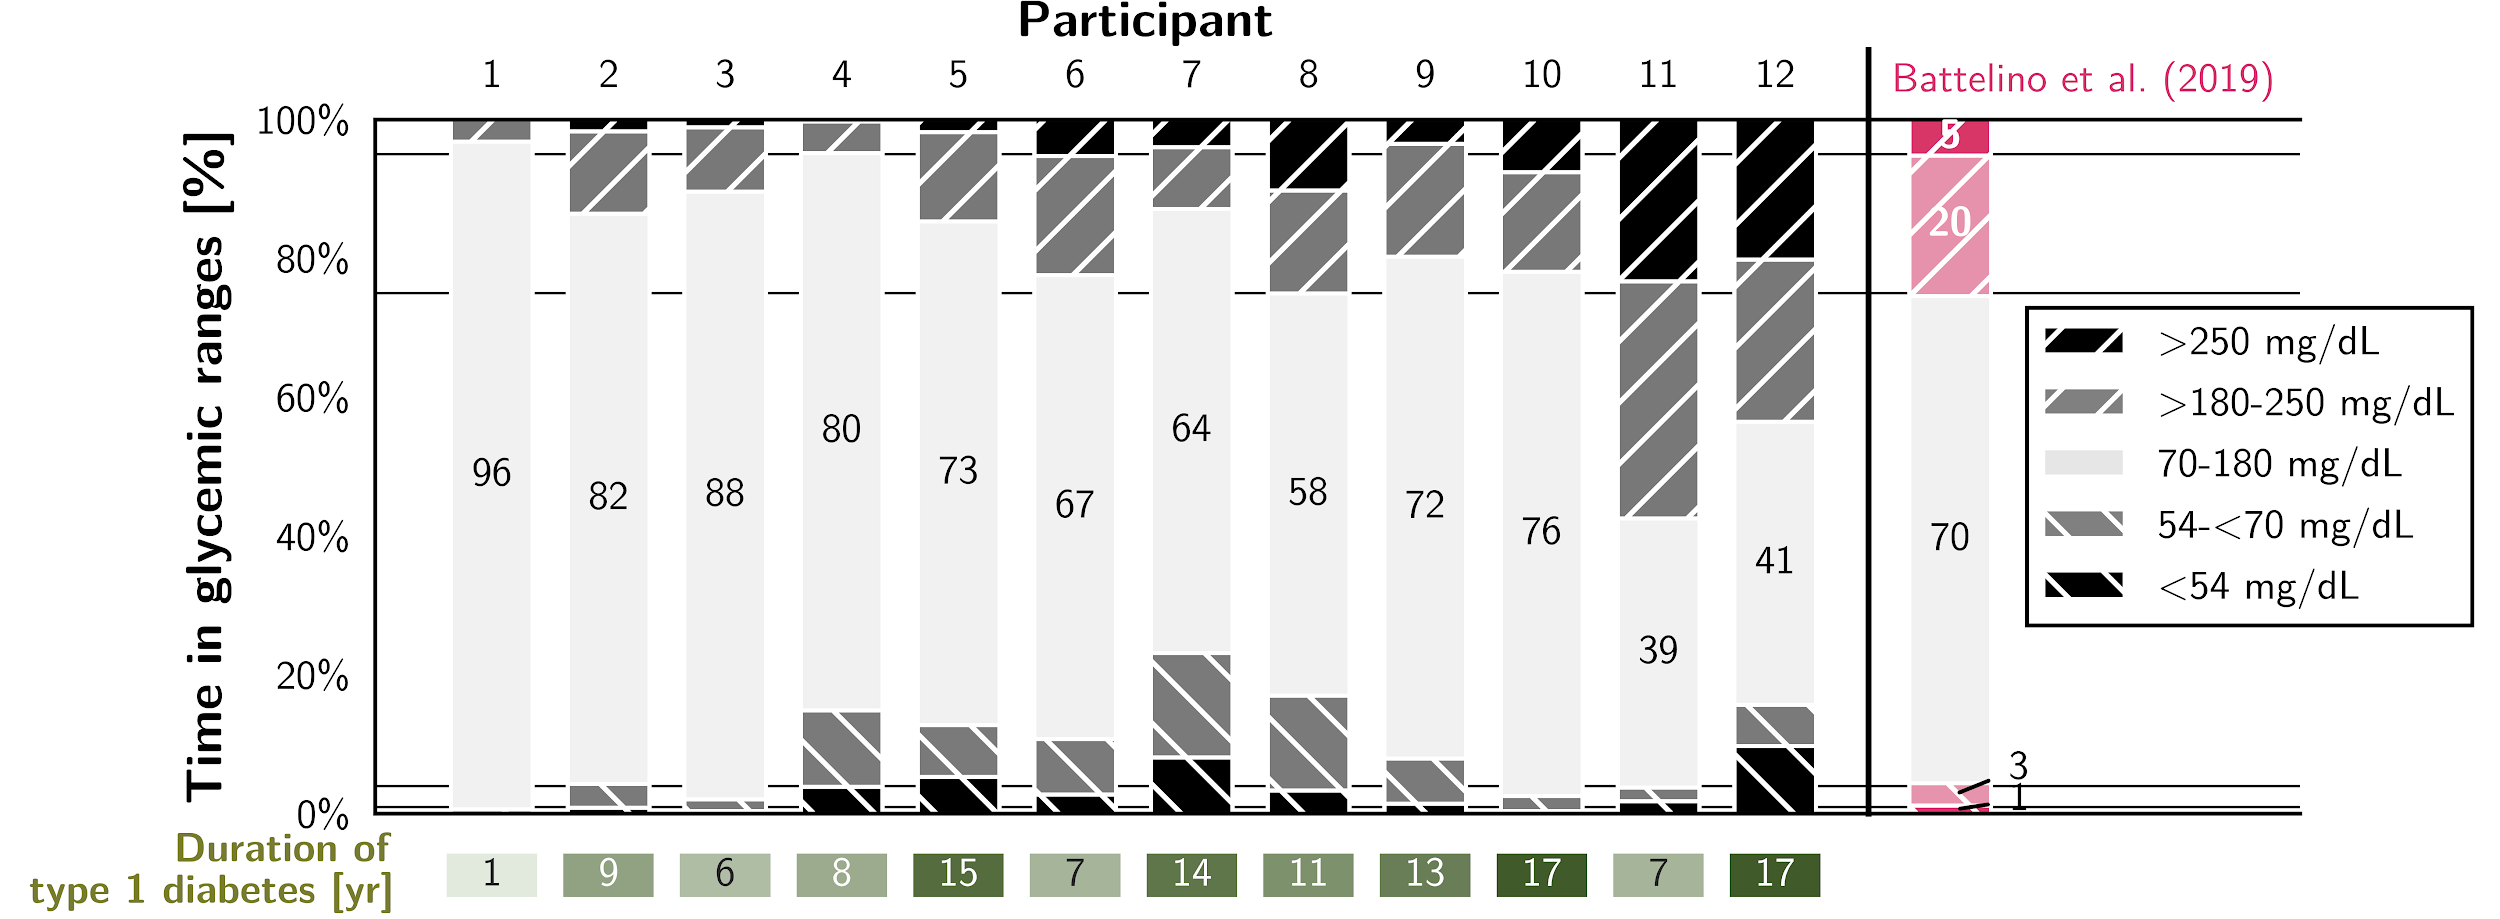 Participant
1 2 3 4 5 6 7 8 9 10 11 12
Battelino et al. (2019)
Time in glycemic ranges [%]
100%
80%
60%
40%
20%
0%
96 82 88 80 73 67 64 58 72 76 39 41
5
20
70
3
1
>250 mg/dL
>180-250 mg/dL
70-180 mg/dL
54-<70 mg/dL
<54 mg/dL
Duration of
type 1 diabetes [yr]
1 9 6 8 15 7 14 11 13 17 7 17